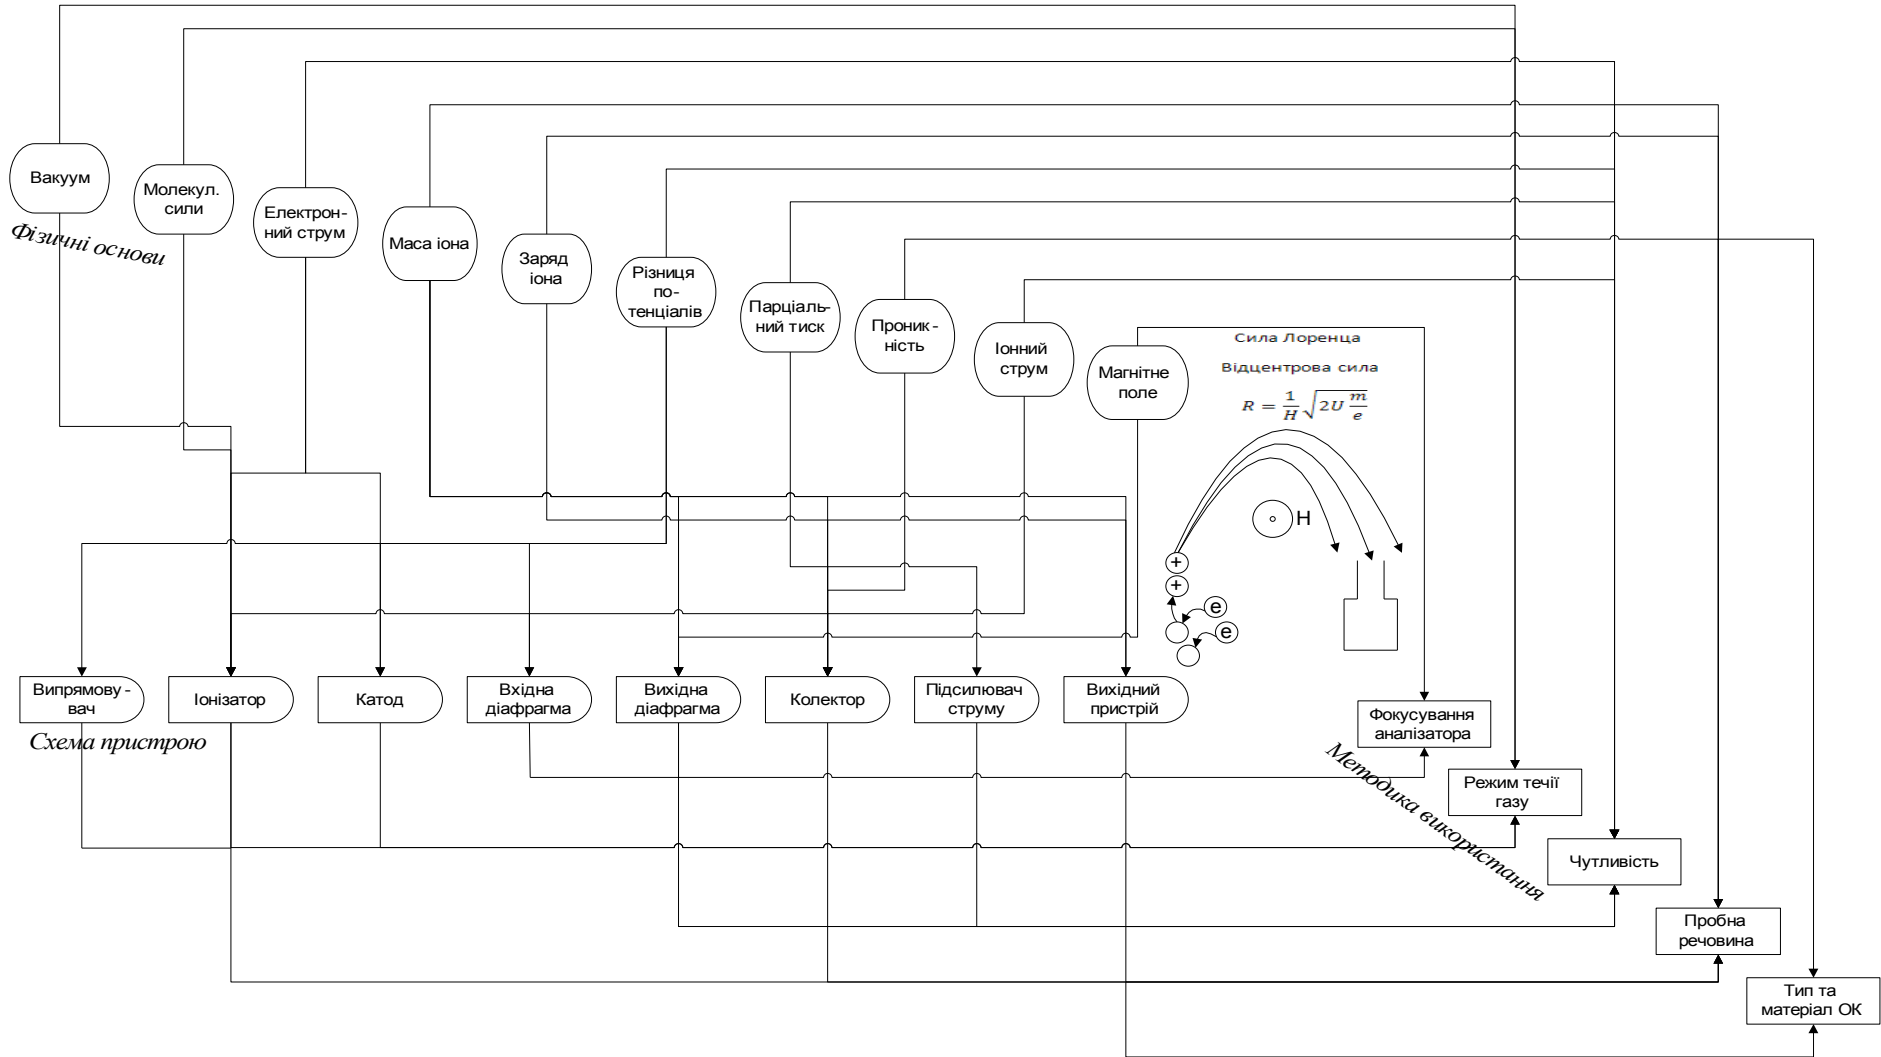 Вакуум
Молекул.
сили
Електрон-
ний струм
Маса іона
Заряд
іона
Різниця
по-
тенціалів
Парціаль-
ний тиск
Проник-
ність
Іонний
струм
Магнітне
поле
Фізичні основи
Сила Лоренца
Відцентрова сила
R = \frac{1}{H}\sqrt{2U\frac{m}{e}}
H
+
+
e
e
Випрямову-
вач
Іонізатор
Катод
Вхідна
діафрагма
Вихідна
діафрагма
Колектор
Підсилювач
струму
Вихідний
пристрій
Схема пристрою
Фокусування
аналізатора
Методика використання
Режим течії
газу
Чутливість
Пробна
речовина
Тип та
матеріал ОК